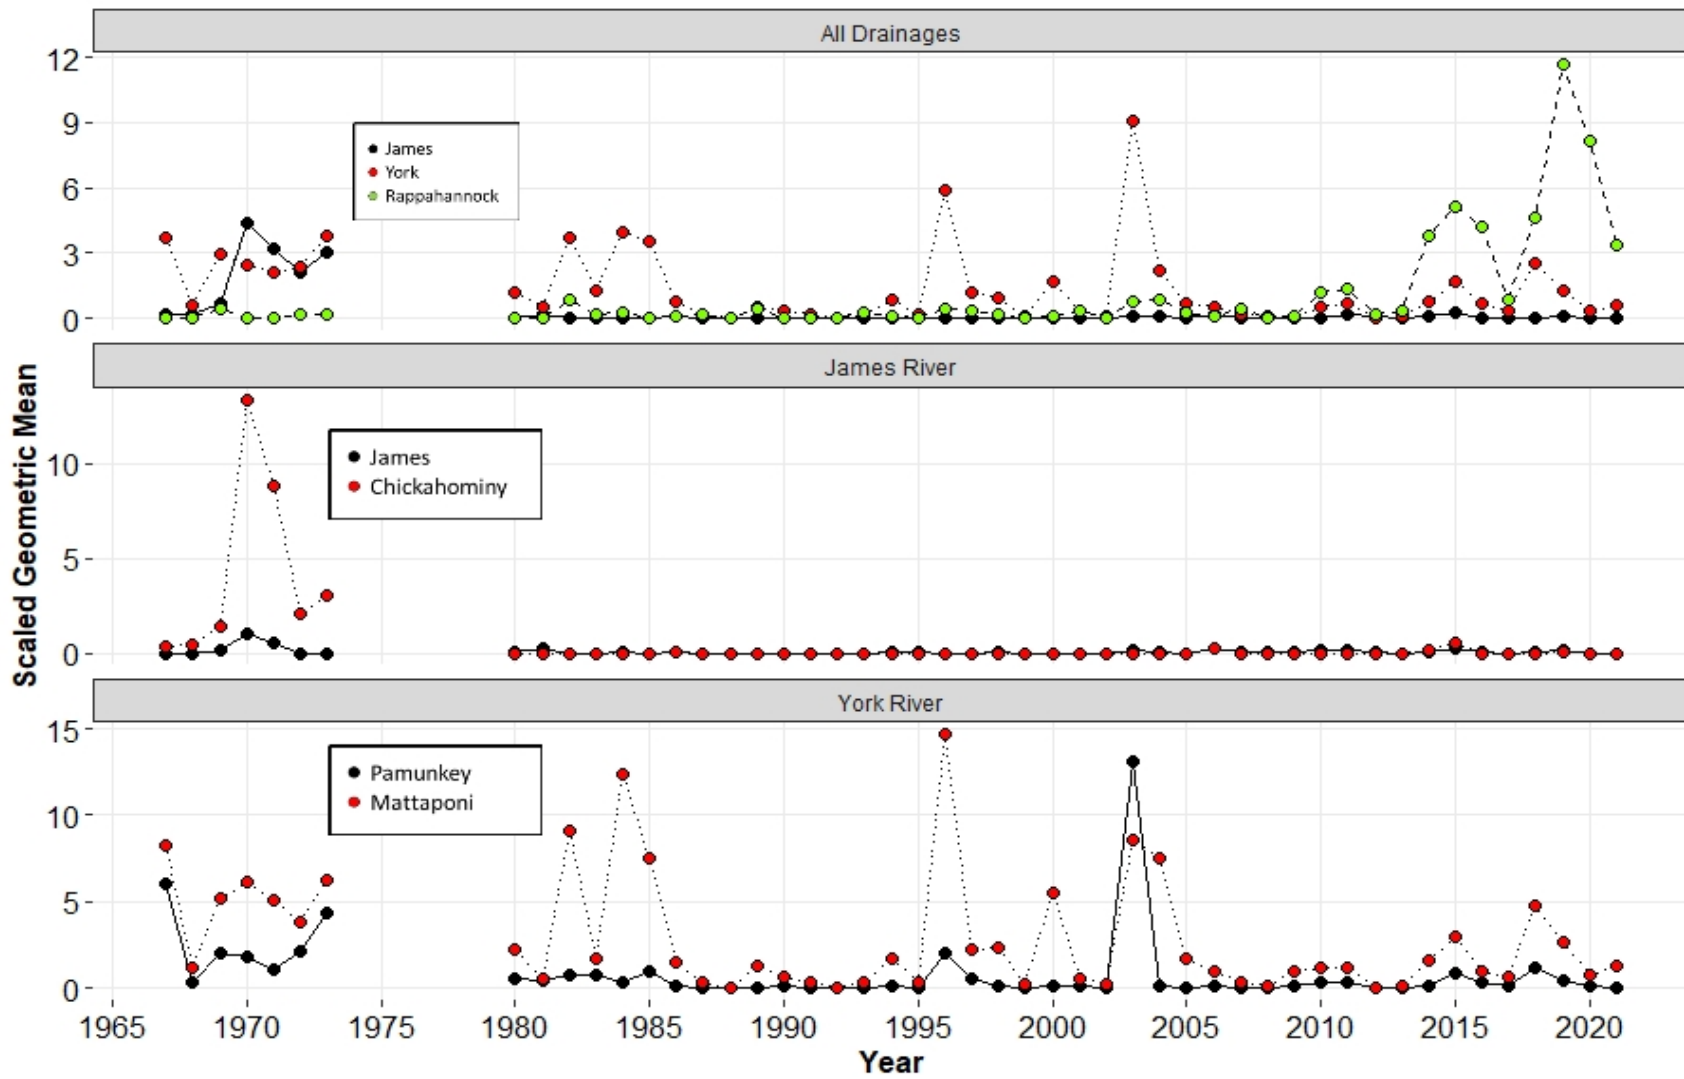 All Drainages
12
9
6
3
0
James
York
Rappahannock
James River
10
5
0
James
Chickahominy
York River
15
10
5
0
Pamunkey
Mattaponi
Scaled Geometric Mean
1965 1970 1975 1980 1985 1990 1995 2000 2005 2010 2015 2020
Year